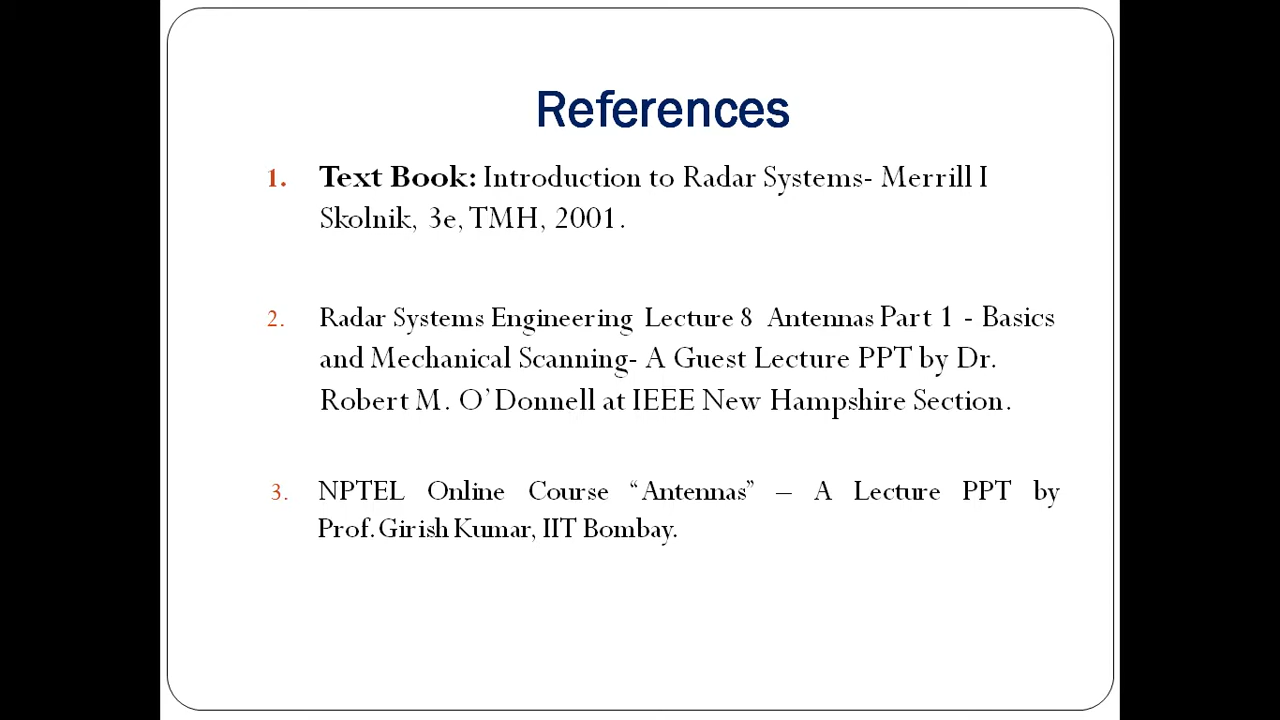 References
1. Text Book: Introduction to Radar Systems- Merrill I
Skolnik, 3e, TMH, 2001.
2. Radar Systems Engineering Lecture 8 Antennas Part 1 - Basics
and Mechanical Scanning- A Guest Lecture PPT by Dr.
Robert M. O’Donnell at IEEE New Hampshire Section.
3. NPTEL Online Course “Antennas” – A Lecture PPT by
Prof. Girish Kumar, IIT Bombay.